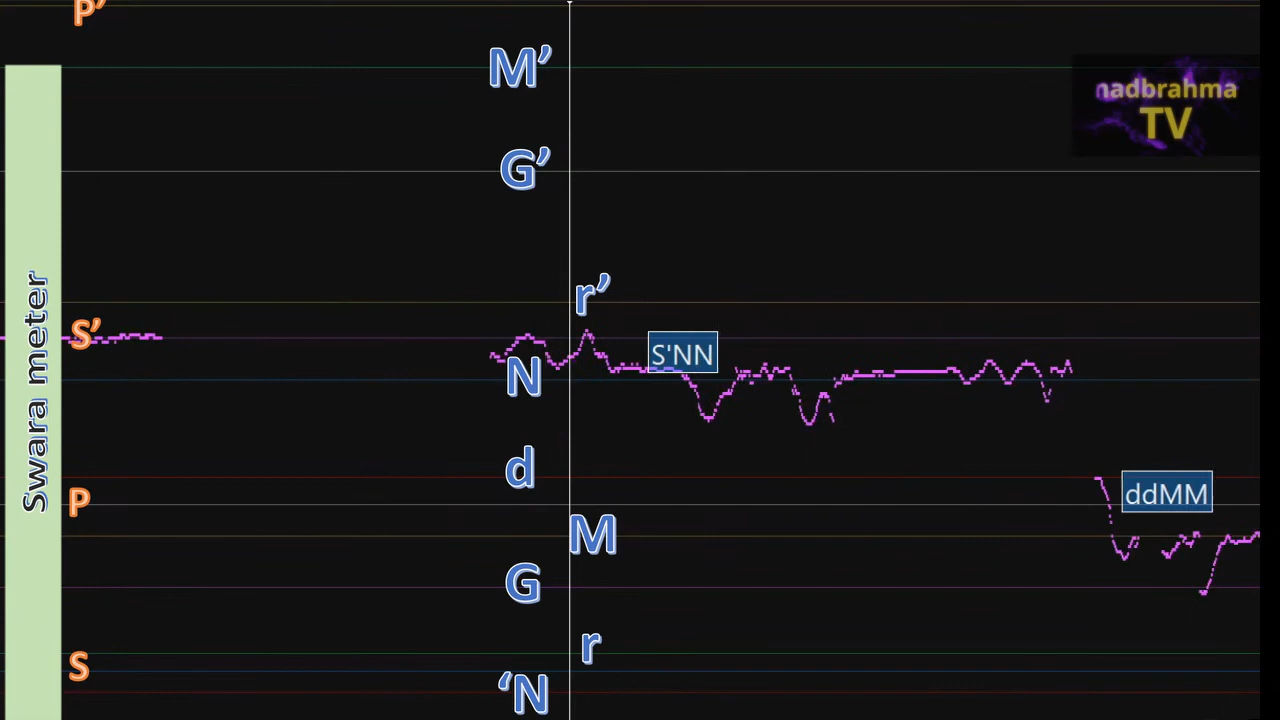 P’
M’
nadbrahma
TV
G’
r’
Swara meter
S’
S'NN
N
d
P
ddMM
M
G
r
S
‘N